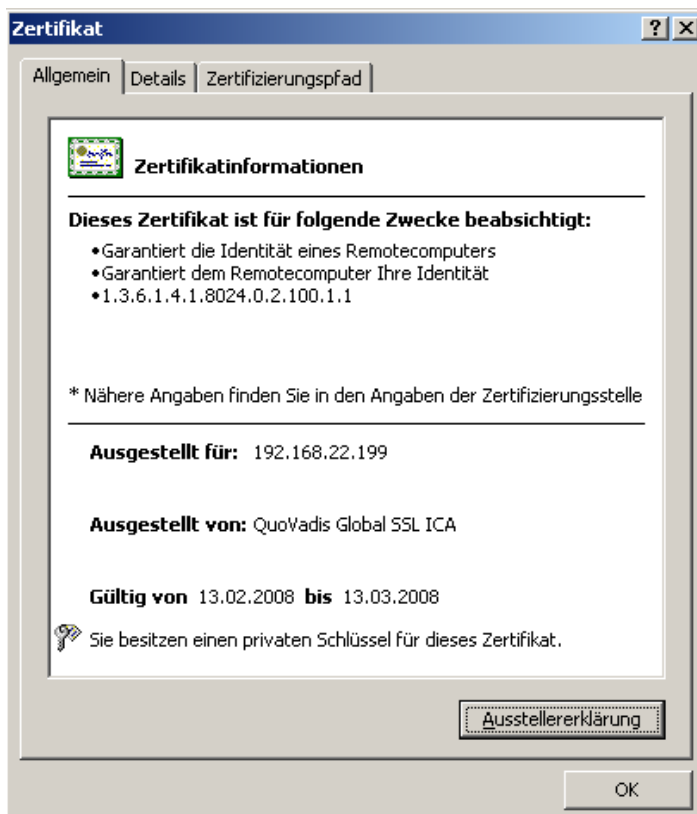 Zertifikat
Allgemein Details Zertifizierungspfad
Zertifikatinformationen
Dieses Zertifikat ist für folgende Zwecke beabsichtigt:
•Garantiert die Identität eines Remotecomputers
•Garantiert dem Remotecomputer Ihre Identität
•1.3.6.1.4.1.8024.0.2.100.1.1
* Nähere Angaben finden Sie in den Angaben der Zertifizierungsstelle
Ausgestellt für: 192.168.22.199
Ausgestellt von: QuoVadis Global SSL ICA
Gültig von 13.02.2008 bis 13.03.2008
Sie besitzen einen privaten Schlüssel für dieses Zertifikat.
Ausstellererklärung
OK